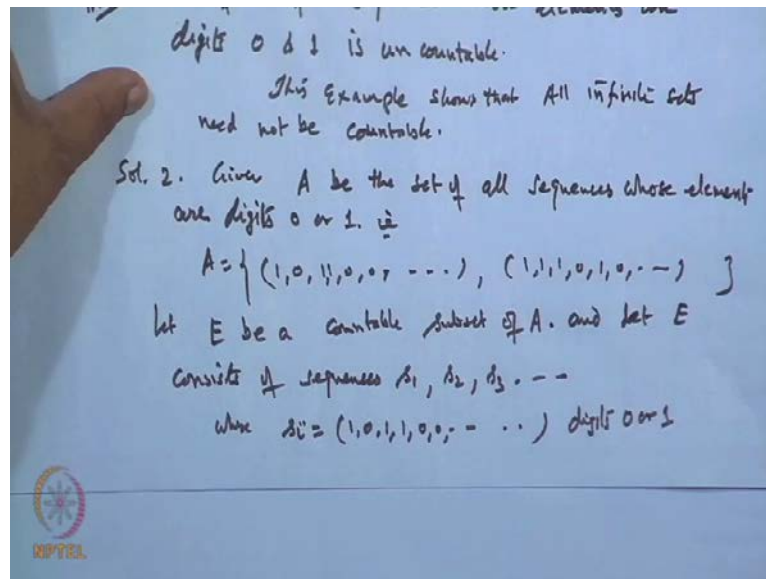 digits 0 & 1 is uncountable.
This Example shows that All infinite sets
need not be countable.
Sol. 2. Given A be the set of all sequences whose element
are digits 0 or 1. ie
A = { (1,0,1,1,0,0, ----), (1,1,1,0,1,0,.--) }
let E be a countable subset of A. and let E
consists of sequences s1, s2, s3. --
where si = (1,0,1,1,0,0,-- ..) digits 0 or 1
NPTEL